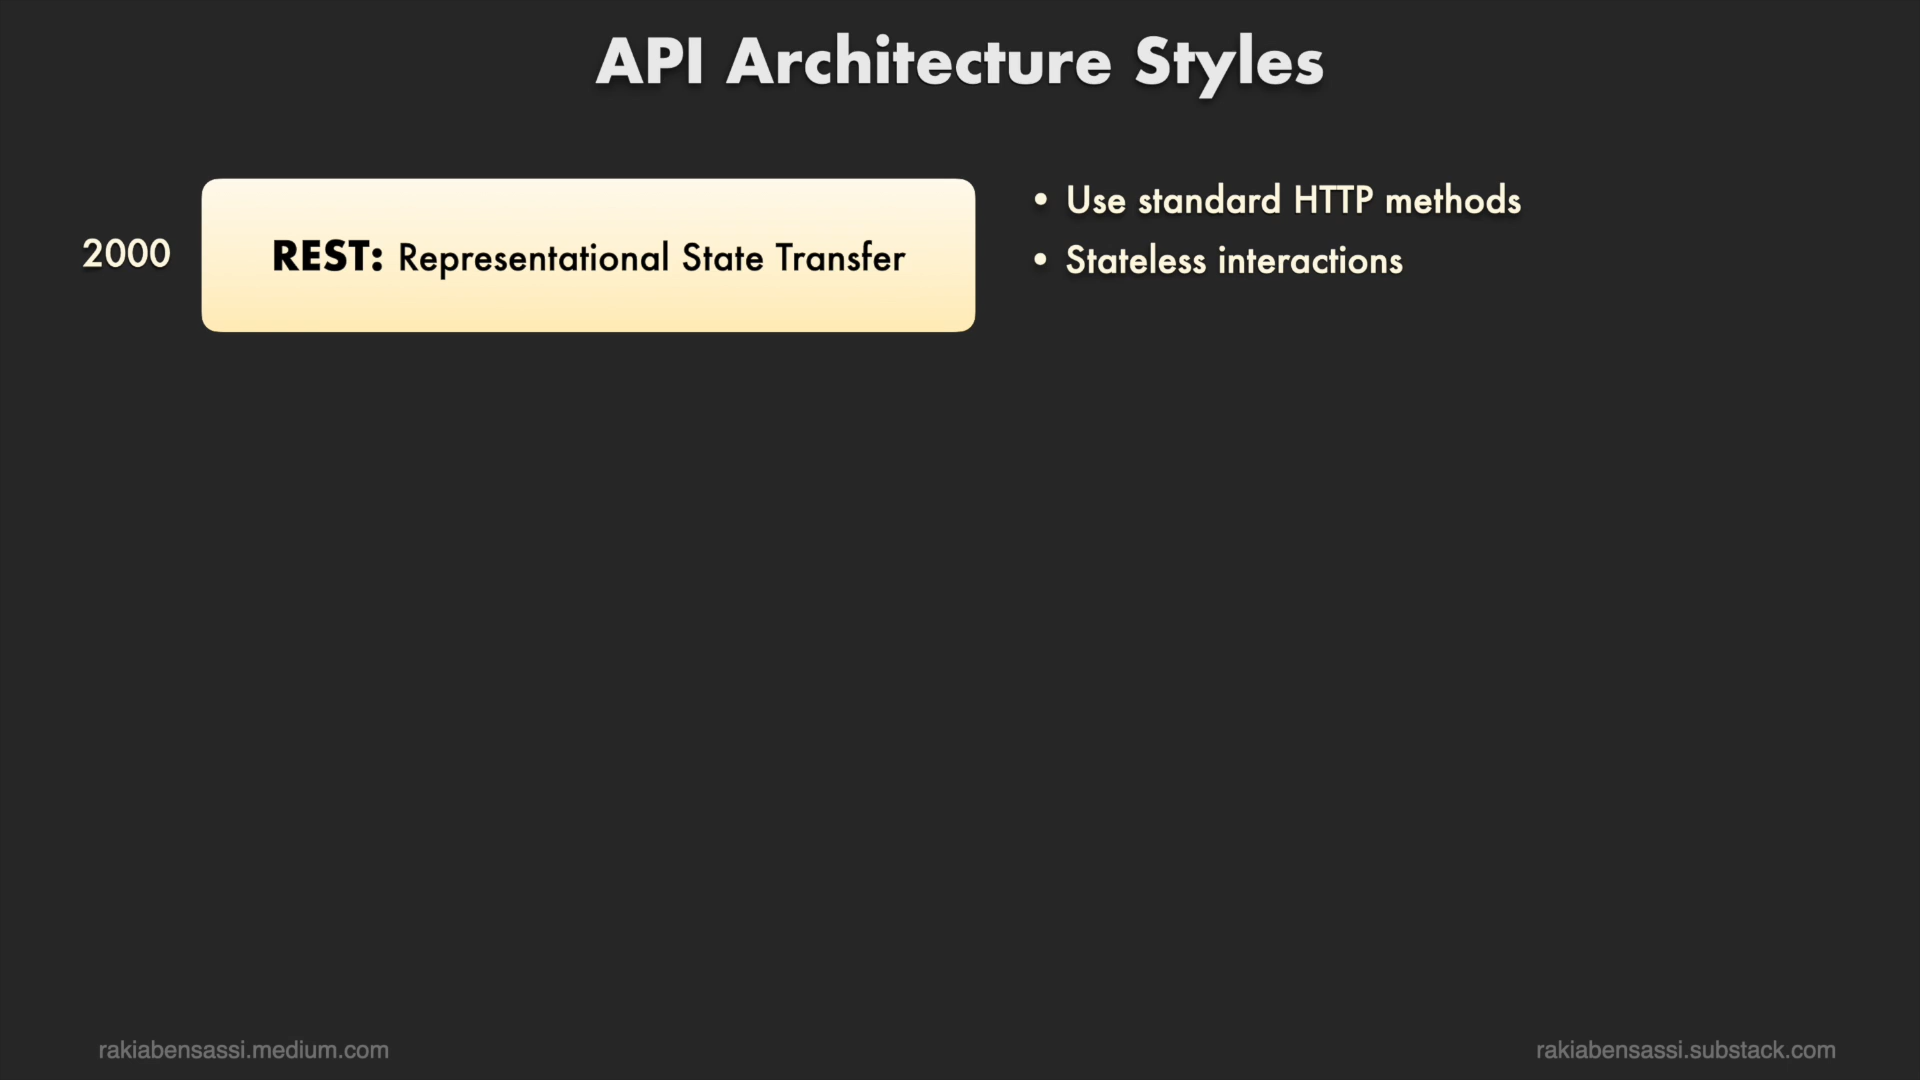 API Architecture Styles
2000
REST: Representational State Transfer
• Use standard HTTP methods
• Stateless interactions
rakiabensassi.medium.com
rakiabensassi.substack.com